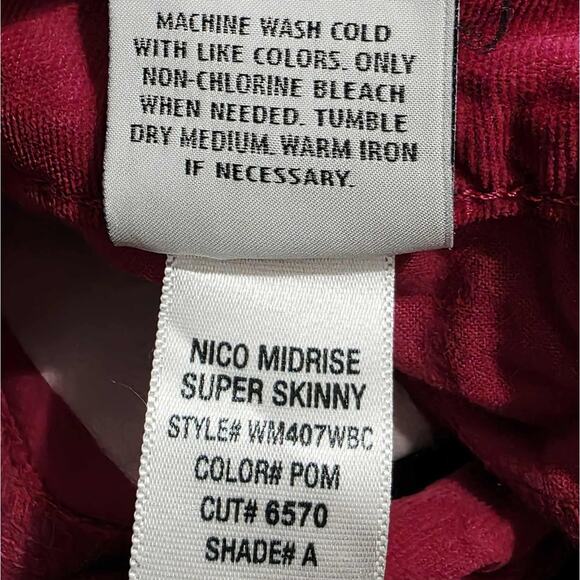 MACHINE WASH COLD
WITH LIKE COLORS. ONLY
NON-CHLORINE BLEACH
WHEN NEEDED. TUMBLE
DRY MEDIUM. WARM IRON
IF NECESSARY.
NICO MIDRISE
SUPER SKINNY
STYLE# WM407WBC
COLOR# POM
CUT# 6570
SHADE# A